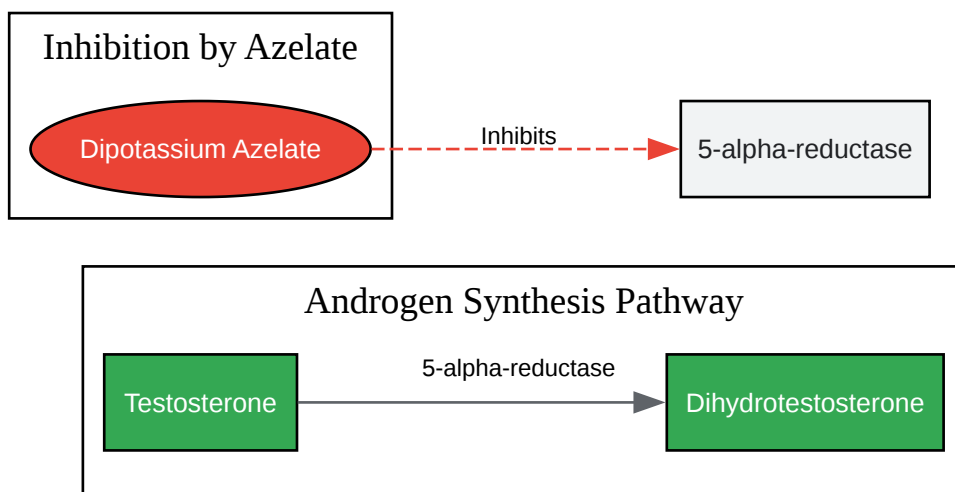 Inhibition by Azelate
Dipotassium Azelate
Inhibits
5-alpha-reductase
Androgen Synthesis Pathway
Testosterone
5-alpha-reductase
Dihydrotestosterone